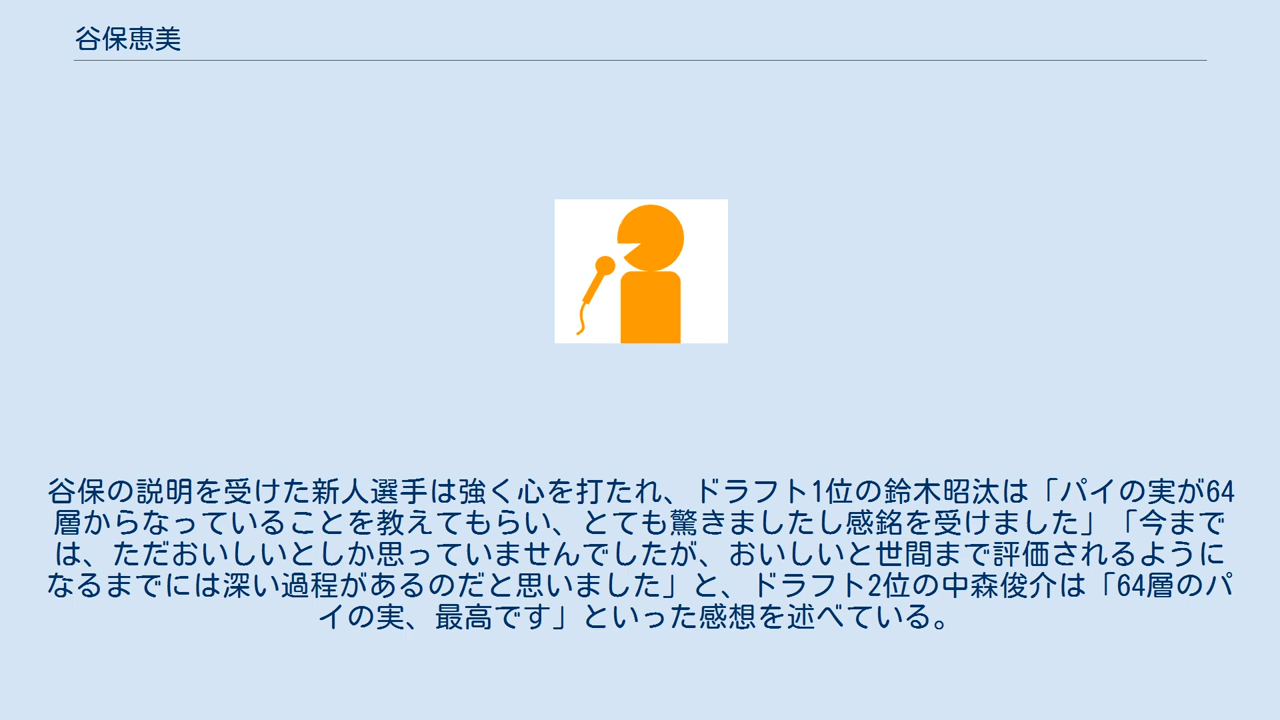 谷保恵美
谷保の説明を受けた新人選手は強く心を打たれ、ドラフト1位の鈴木昭汰は「パイの実が64
層からなっていることを教えてもらい、とても驚きましたし感銘を受けました」「今まで
は、ただおいしいとしか思っていませんでしたが、おいしいと世間まで評価されるように
なるまでには深い過程があるのだと思いました」と、ドラフト2位の中森俊介は「64層のパ
イの実、最高です」といった感想を述べている。